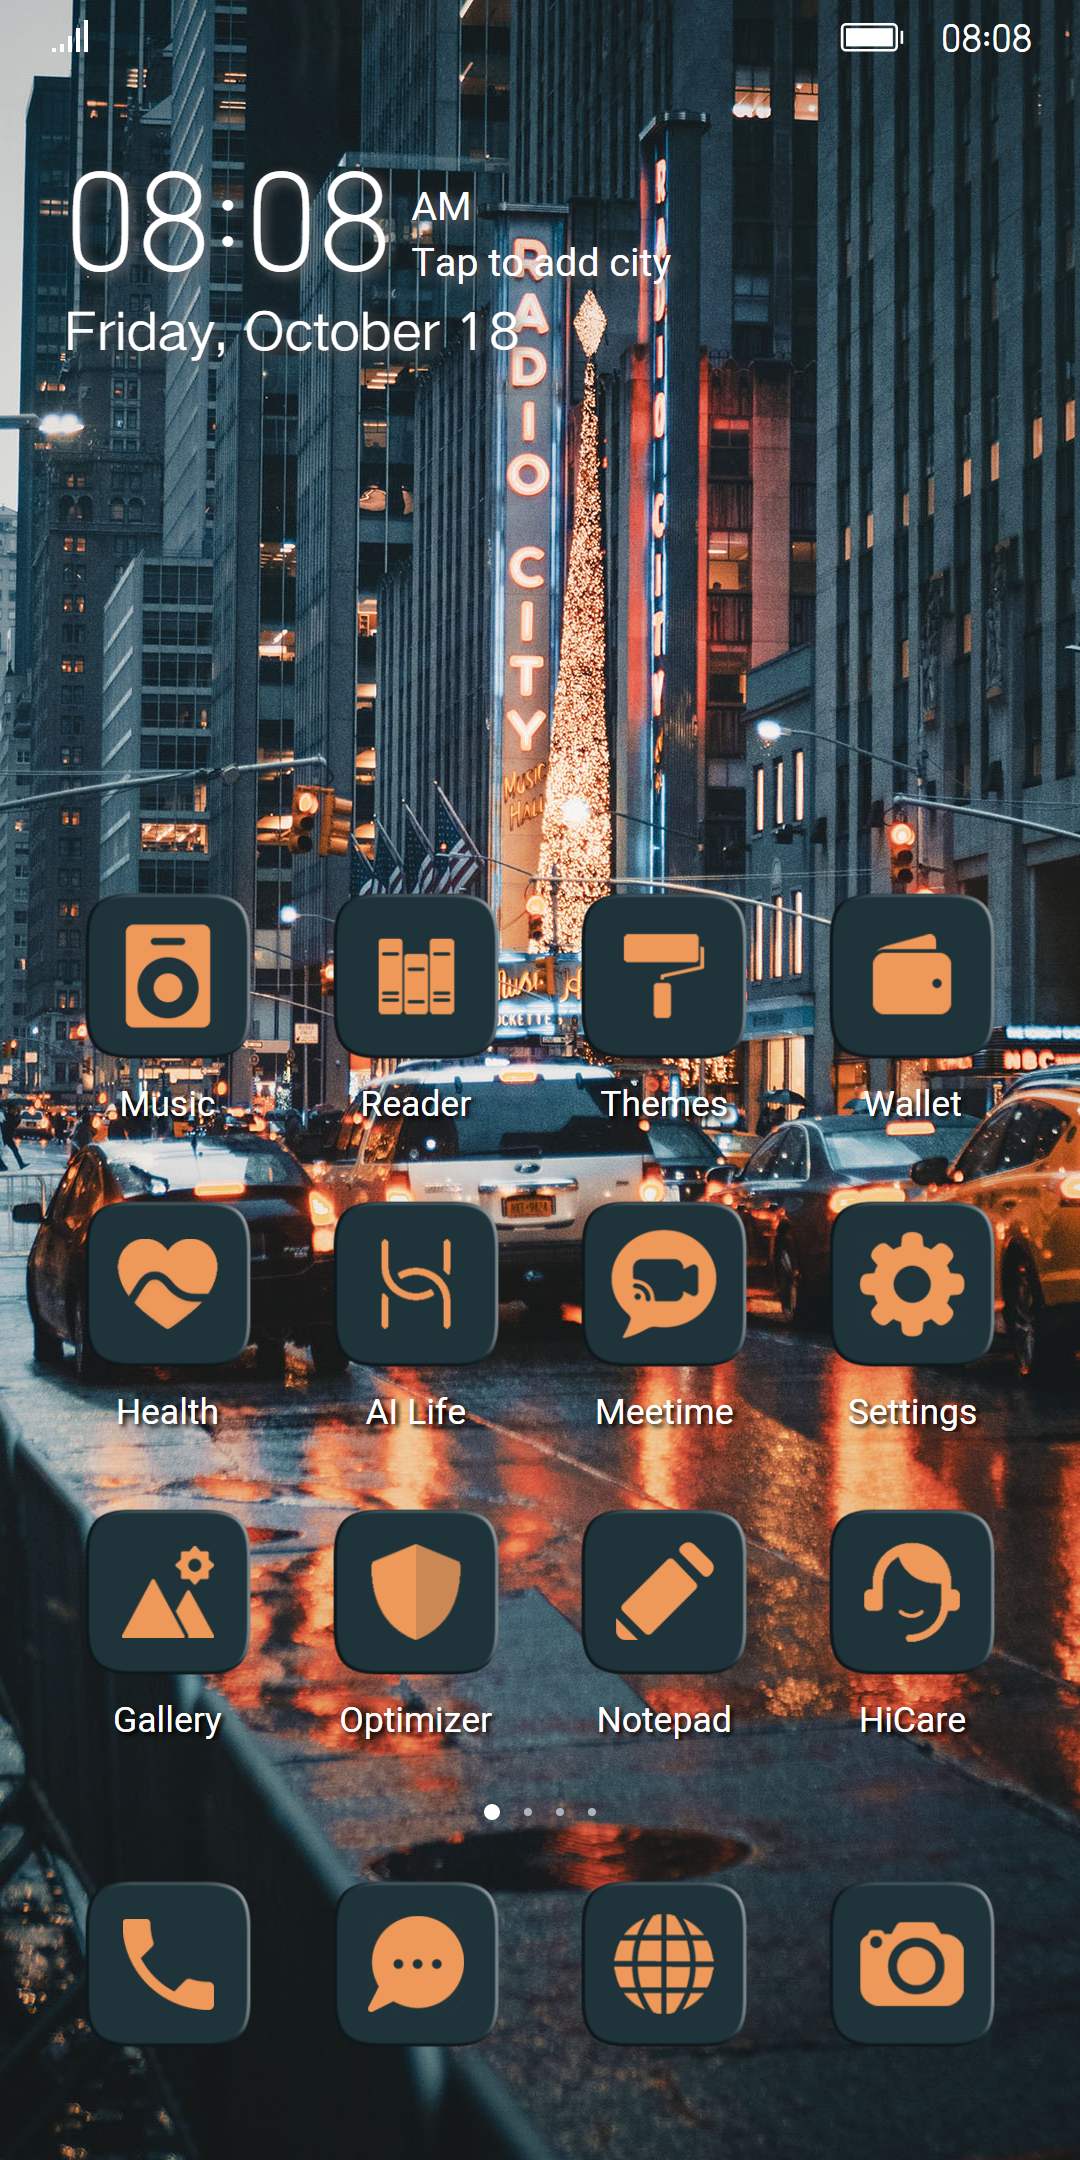 08:08
08:08
AM
Tap to add city
Friday, October 18
RADIO CITY
MUSIC
HALL
RADIO CITY
Music Reader Themes Wallet
Health AI Life Meetime Settings
Gallery Optimizer Notepad HiCare